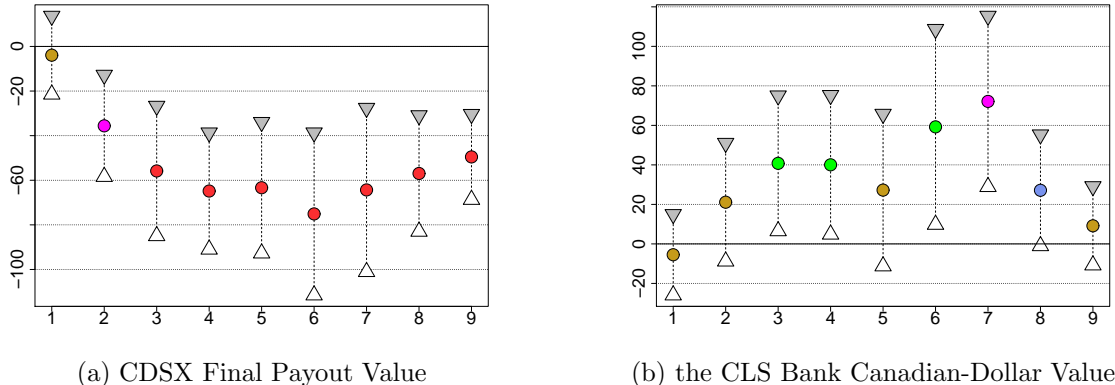 0
−20
−60
−100
1 2 3 4 5 6 7 8 9
(a) CDSX Final Payout Value
100
80
60
40
20
0
−20
1 2 3 4 5 6 7 8 9
(b) the CLS Bank Canadian-Dollar Value